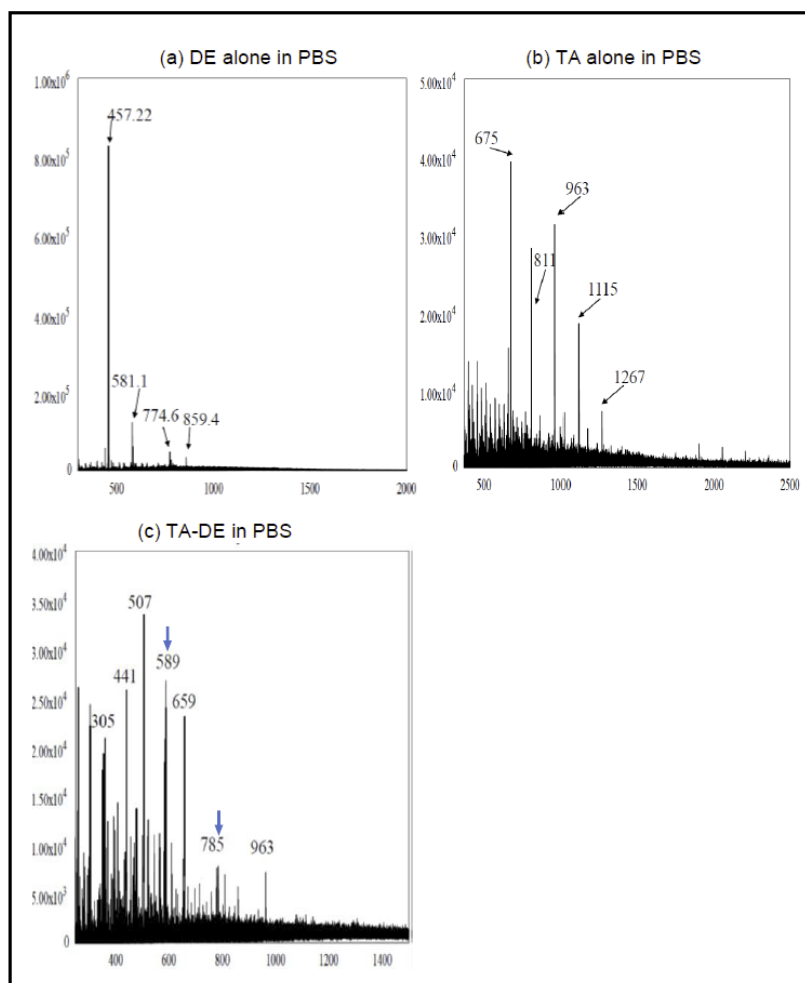 (a) DE alone in PBS
1.00x10⁶
457.22
8.00x10⁵
6.00x10⁵
4.00x10⁵
581.1
2.00x10⁵
774.6
859.4
0
500
1000
1500
2000
(b) TA alone in PBS
5.00x10⁴
675
4.00x10⁴
963
3.00x10⁴
811
1115
2.00x10⁴
1267
1.00x10⁴
0
500
1000
1500
2000
2500
(c) TA-DE in PBS
4.00x10⁴
507
3.50x10⁴
589
3.00x10⁴
441
659
2.50x10⁴
305
2.00x10⁴
1.50x10⁴
785
963
1.00x10⁴
5.00x10³
0
400
600
800
1000
1200
1400